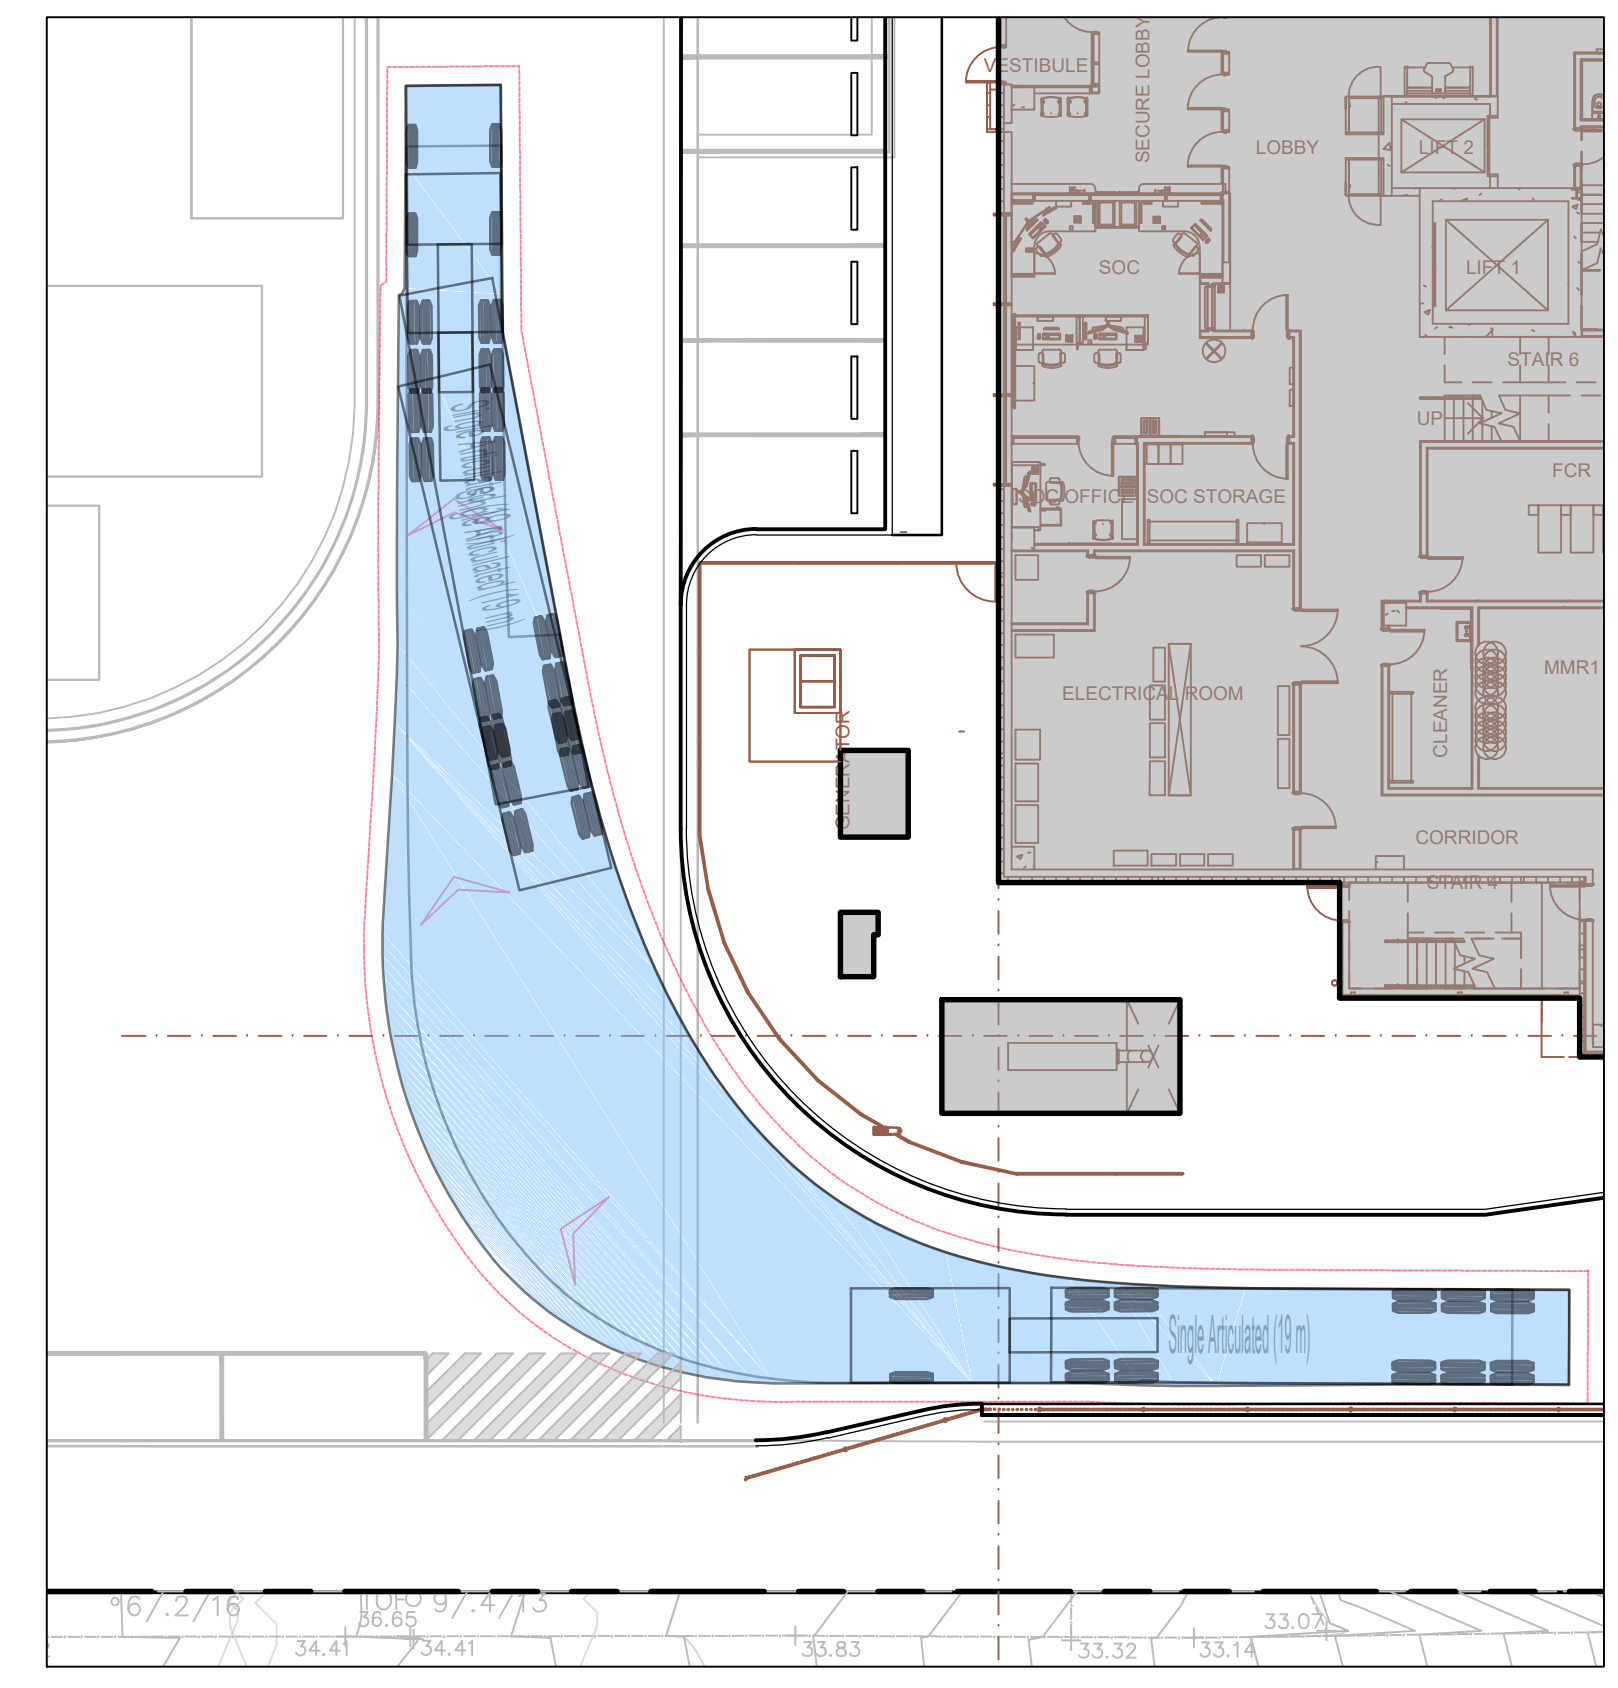 VESTIBULE
SECURE LOBBY
LOBBY
LIFT 2
SOC
LIFT 1
STAIR 6
UP
FCR
SOC OFFICE
SOC STORAGE
Single Articulated (19 m)
ELECTRICAL ROOM
CLEANER
MMR1
GENERATOR
CORRIDOR
STAIR 4
Single Articulated (19 m)
36.65
34.41
34.41
33.83
33.32
33.14
33.07